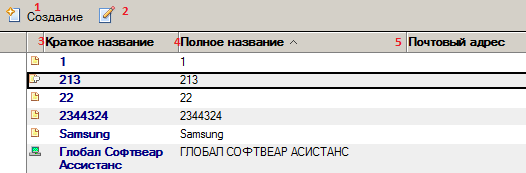 1 Создание 2
3 Краткое название 4 Полное название 5 Почтовый адрес
1 1
213 213
22 22
2344324 2344324
Samsung Samsung
Глобал Софтвеар ГЛОБАЛ СОФТВЕАР АСИСТАНС
Ассистанс